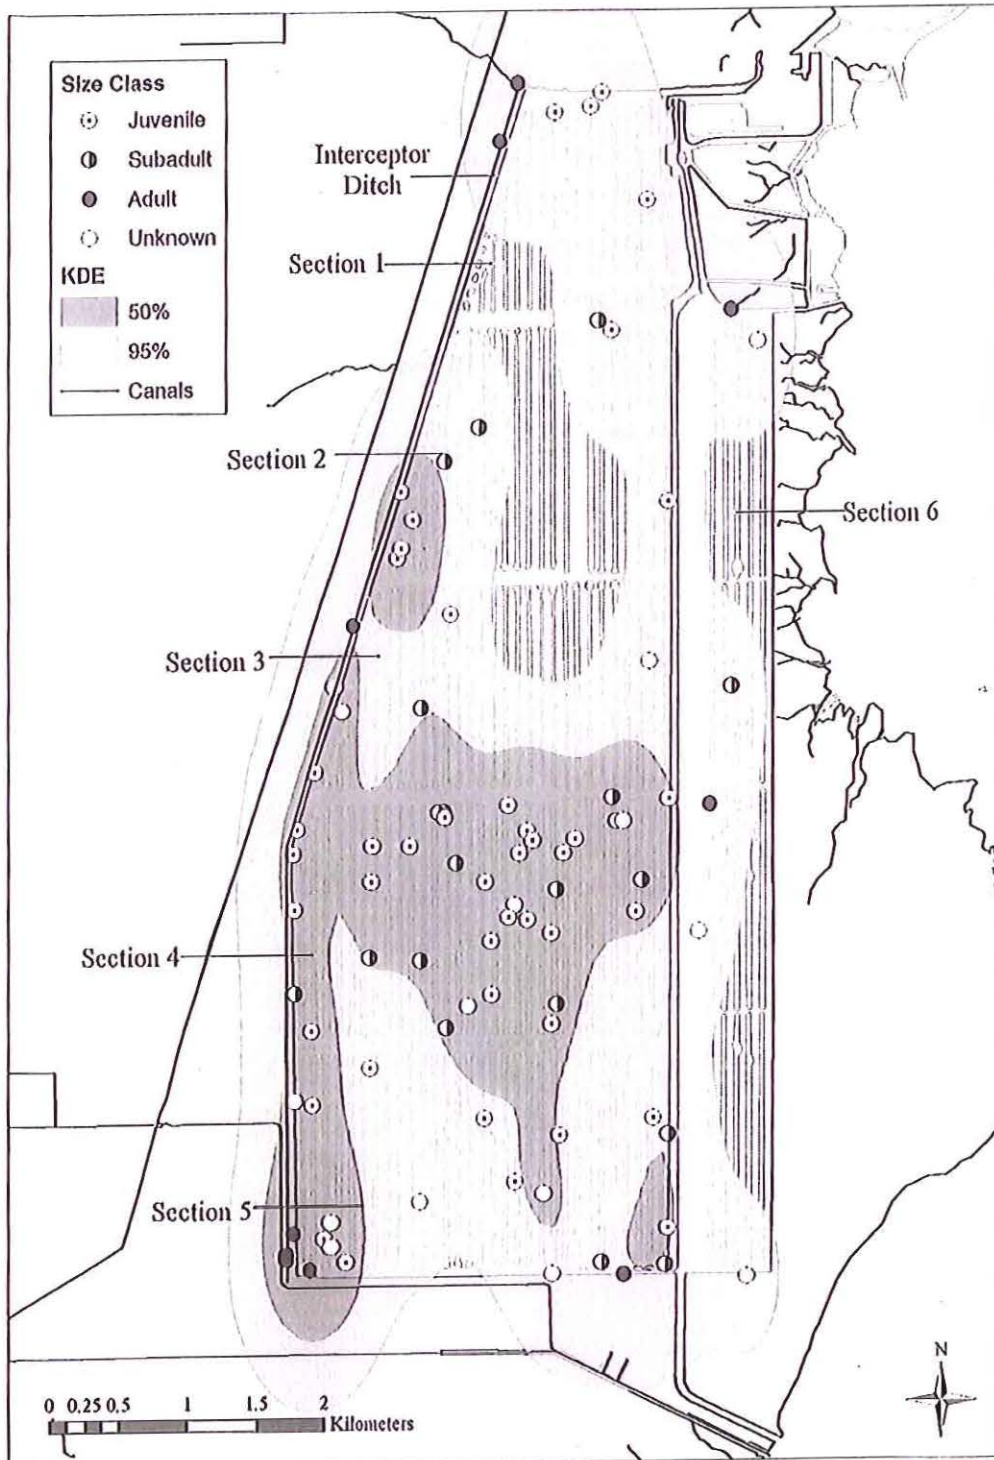 Size Class
Juvenile
Subadult
Adult
Unknown
KDE
50%
95%
Canals
Interceptor
Ditch
Section 1
Section 2
Section 6
Section 3
Section 4
Section 5
N
0 0.25 0.5 1 1.5 2
Kilometers